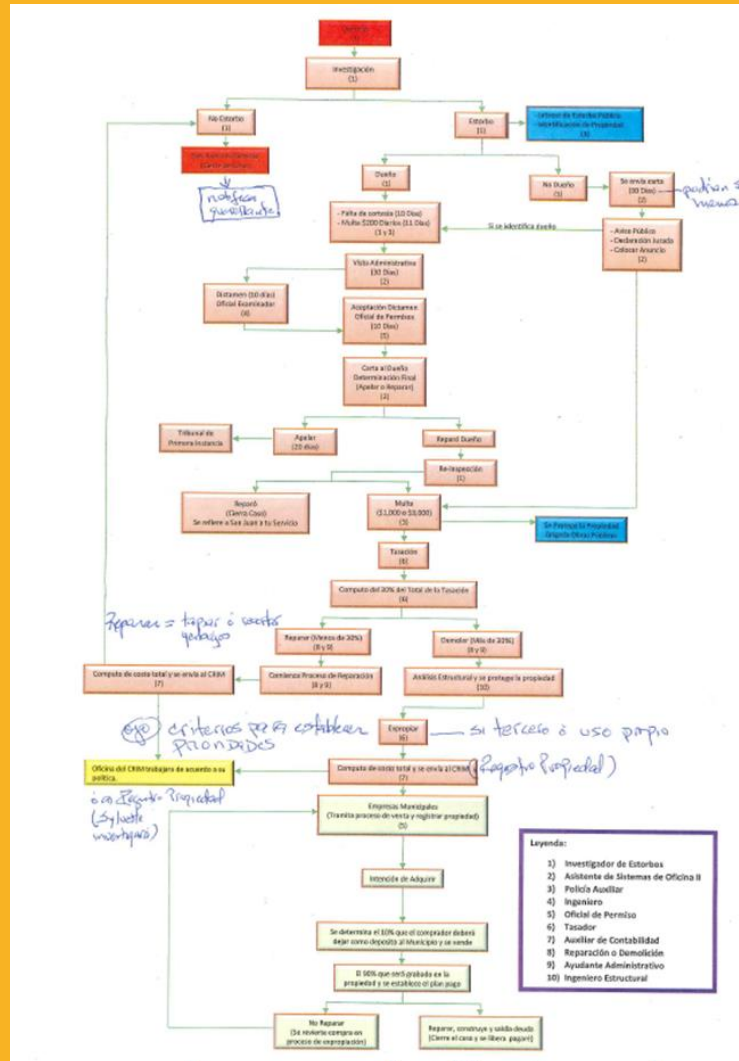 Investigación
(1)
No Estorbo
(1)
Estorbo
(1)
- Letrero de Estorbo Público
- Identificación de Propiedad
(3)
notificar
querellante
Dueño
(1)
No Dueño
(1)
Se envía carta
(30 Días)
(2)
podrían s
menos
- Falta de cortesía (10 Días)
- Multa $200 Diarios (11 Días)
(1 y 3)
Si se identifica dueño
- Aviso Público
- Declaración Jurada
- Colocar Anuncio
(2)
Vista Administrativa
(30 Días)
(2)
Dictamen (10 días)
Oficial Examinador
(4)
Aceptación Dictamen
Oficial de Permisos
(10 Días)
(5)
Carta al Dueño
Determinación Final
(Apelar o Reparar)
(2)
Tribunal de
Primera Instancia
Apelar
(20 días)
Reparó Dueño
Re-Inspección
(1)
Reparó
(Cierra Caso)
Se refiere a San Juan a tu Servicio
Multa
(3)
Se Protege la Propiedad
Brigada Obras Públicas
Tasación
(6)
Computo del 30% del Total de la Tasación
(6)
Reparar = tapar ó
Reparar (Menos de 30%)
(8 y 9)
Demoler (Más de 30%)
(8 y 9)
Computo de costo total y se envía al CRIM
(7)
Comienza Proceso de Reparación
(8 y 9)
Análisis Estructural y se protege la propiedad
(10)
ojo criterios para establecer
prioridades
Expropiar
(6)
si tercero ó uso propio
Oficina del CRIM trabajara de acuerdo a su
política.
Computo de costo total y se envía al CRIM
(7)
(Registro Propiedad)
ó en Registro Propiedad
(Sylvette
investigará)
Empresas Municipales
(Tramita proceso de venta y registrar propiedad)
(5)
Intención de Adquirir
Se determina el 10% que el comprador deberá
dejar como deposito al Municipio y se vende
El 90% que será grabado en la
propiedad y se establece el plan pago
No Reparar
(Se revierte compra en
proceso de expropiación)
Reparar, construye y salda deuda
(Cierre el caso y se libera pagaré)
Leyenda:
1) Investigador de Estorbos
2) Asistente de Sistemas de Oficina II
3) Policía Auxiliar
4) Ingeniero
5) Oficial de Permiso
6) Tasador
7) Auxiliar de Contabilidad
8) Reparación o Demolición
9) Ayudante Administrativo
10) Ingeniero Estructural